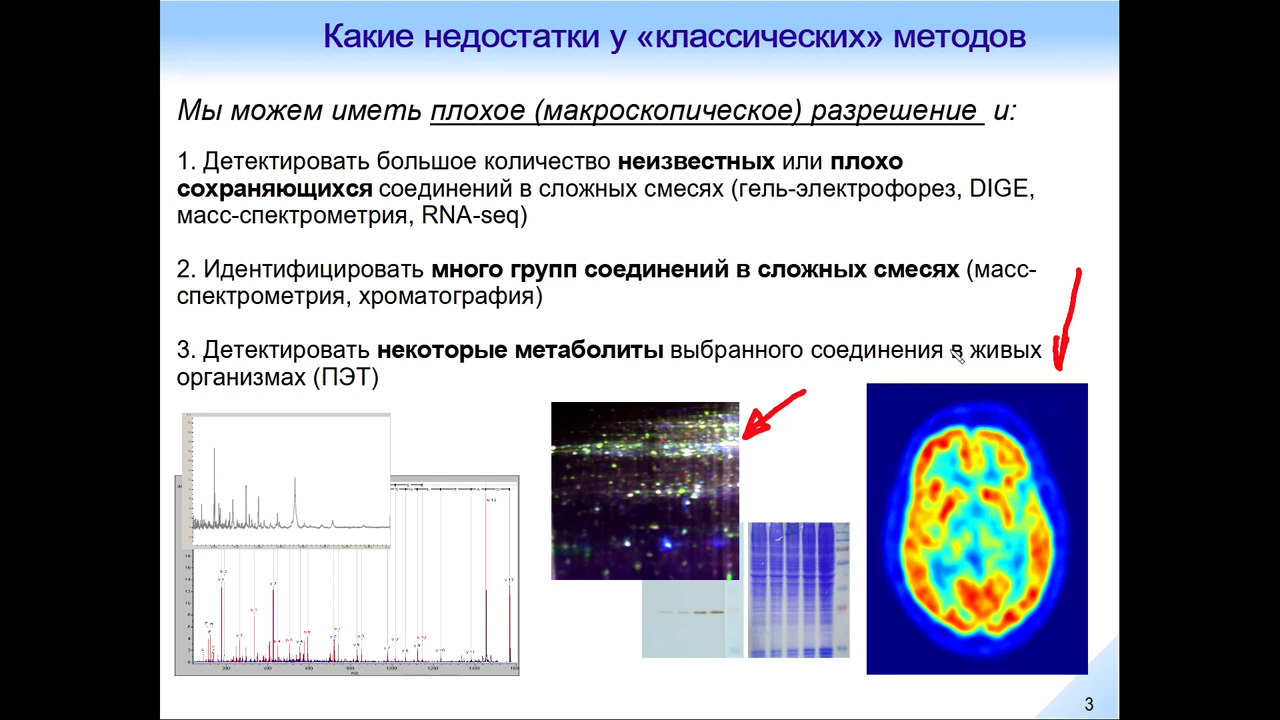 Какие недостатки у «классических» методов
Мы можем иметь плохое (макроскопическое) разрешение и:
1. Детектировать большое количество неизвестных или плохо
сохраняющихся соединений в сложных смесях (гель-электрофорез, DIGE,
масс-спектрометрия, RNA-seq)
2. Идентифицировать много групп соединений в сложных смесях (масс-
спектрометрия, хроматография)
3. Детектировать некоторые метаболиты выбранного соединения в живых
организмах (ПЭТ)
3